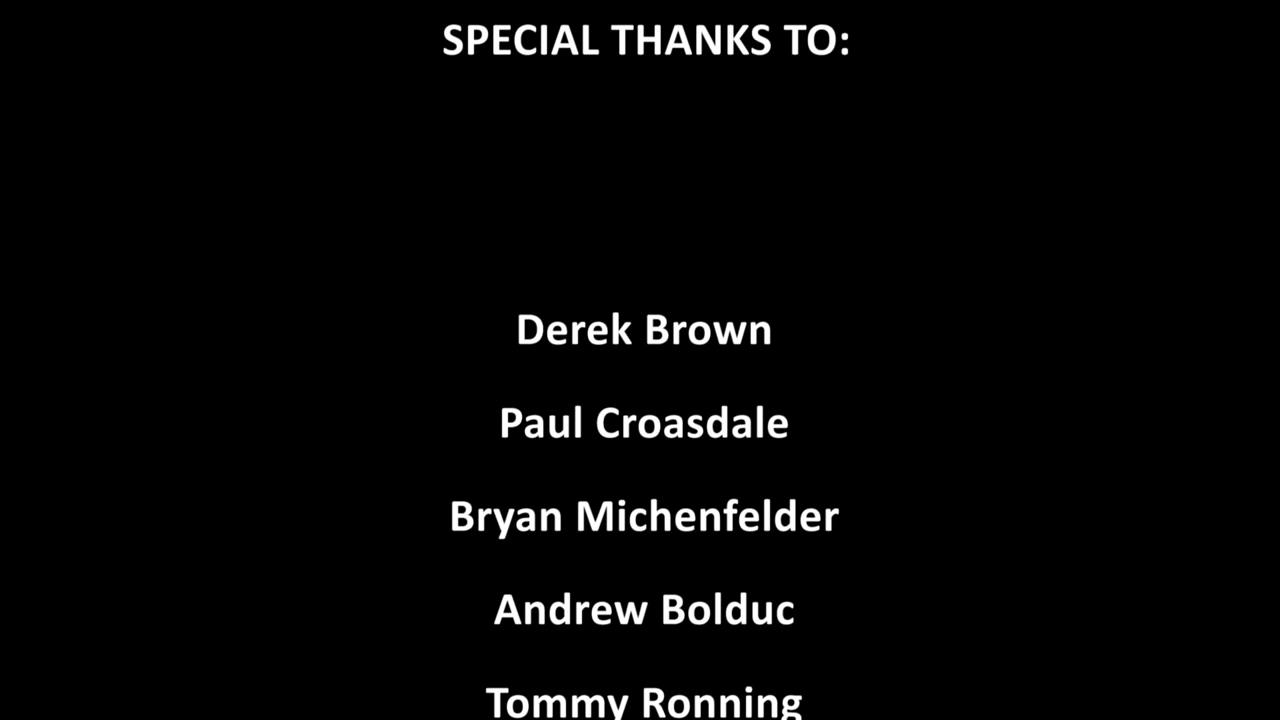 SPECIAL THANKS TO:
Derek Brown
Paul Croasdale
Bryan Michenfelder
Andrew Bolduc
Tommy Ronning